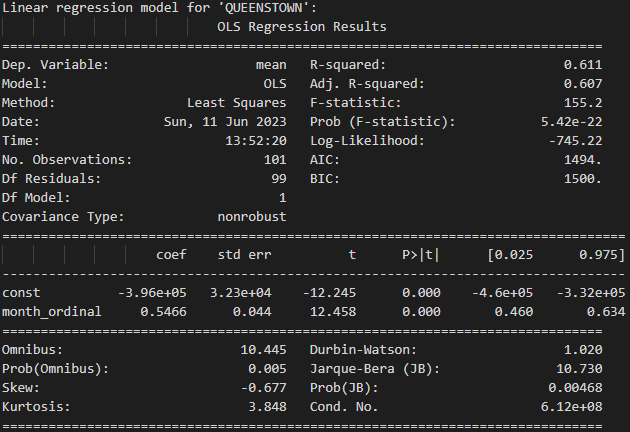 Linear regression model for 'QUEENSTOWN':
OLS Regression Results
==============================================================================
Dep. Variable: mean R-squared: 0.611
Model: OLS Adj. R-squared: 0.607
Method: Least Squares F-statistic: 155.2
Date: Sun, 11 Jun 2023 Prob (F-statistic): 5.42e-22
Time: 13:52:20 Log-Likelihood: -745.22
No. Observations: 101 AIC: 1494.
Df Residuals: 99 BIC: 1500.
Df Model: 1
Covariance Type: nonrobust
=================================================================================
coef std err t P>|t| [0.025 0.975]
---------------------------------------------------------------------------------
const -3.96e+05 3.23e+04 -12.245 0.000 -4.6e+05 -3.32e+05
month_ordinal 0.5466 0.044 12.458 0.000 0.460 0.634
==============================================================================
Omnibus: 10.445 Durbin-Watson: 1.020
Prob(Omnibus): 0.005 Jarque-Bera (JB): 10.730
Skew: -0.677 Prob(JB): 0.00468
Kurtosis: 3.848 Cond. No. 6.12e+08
==============================================================================